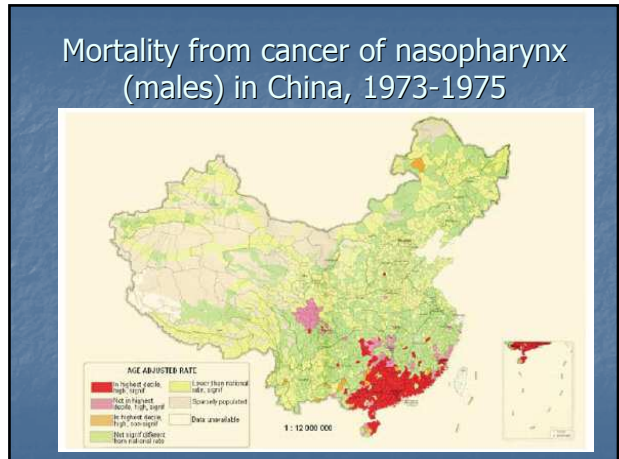 Mortality from cancer of nasopharynx
(males) in China, 1973-1975
AGE ADJUSTED RATE
In highest decile,
high, signif
Not in highest
decile, high, signif
In highest decile,
high, non-signif
Not signif different
from national rate
Lower than national
rate, signif
Sparsely populated
Data unavailable
1 : 12 000 000